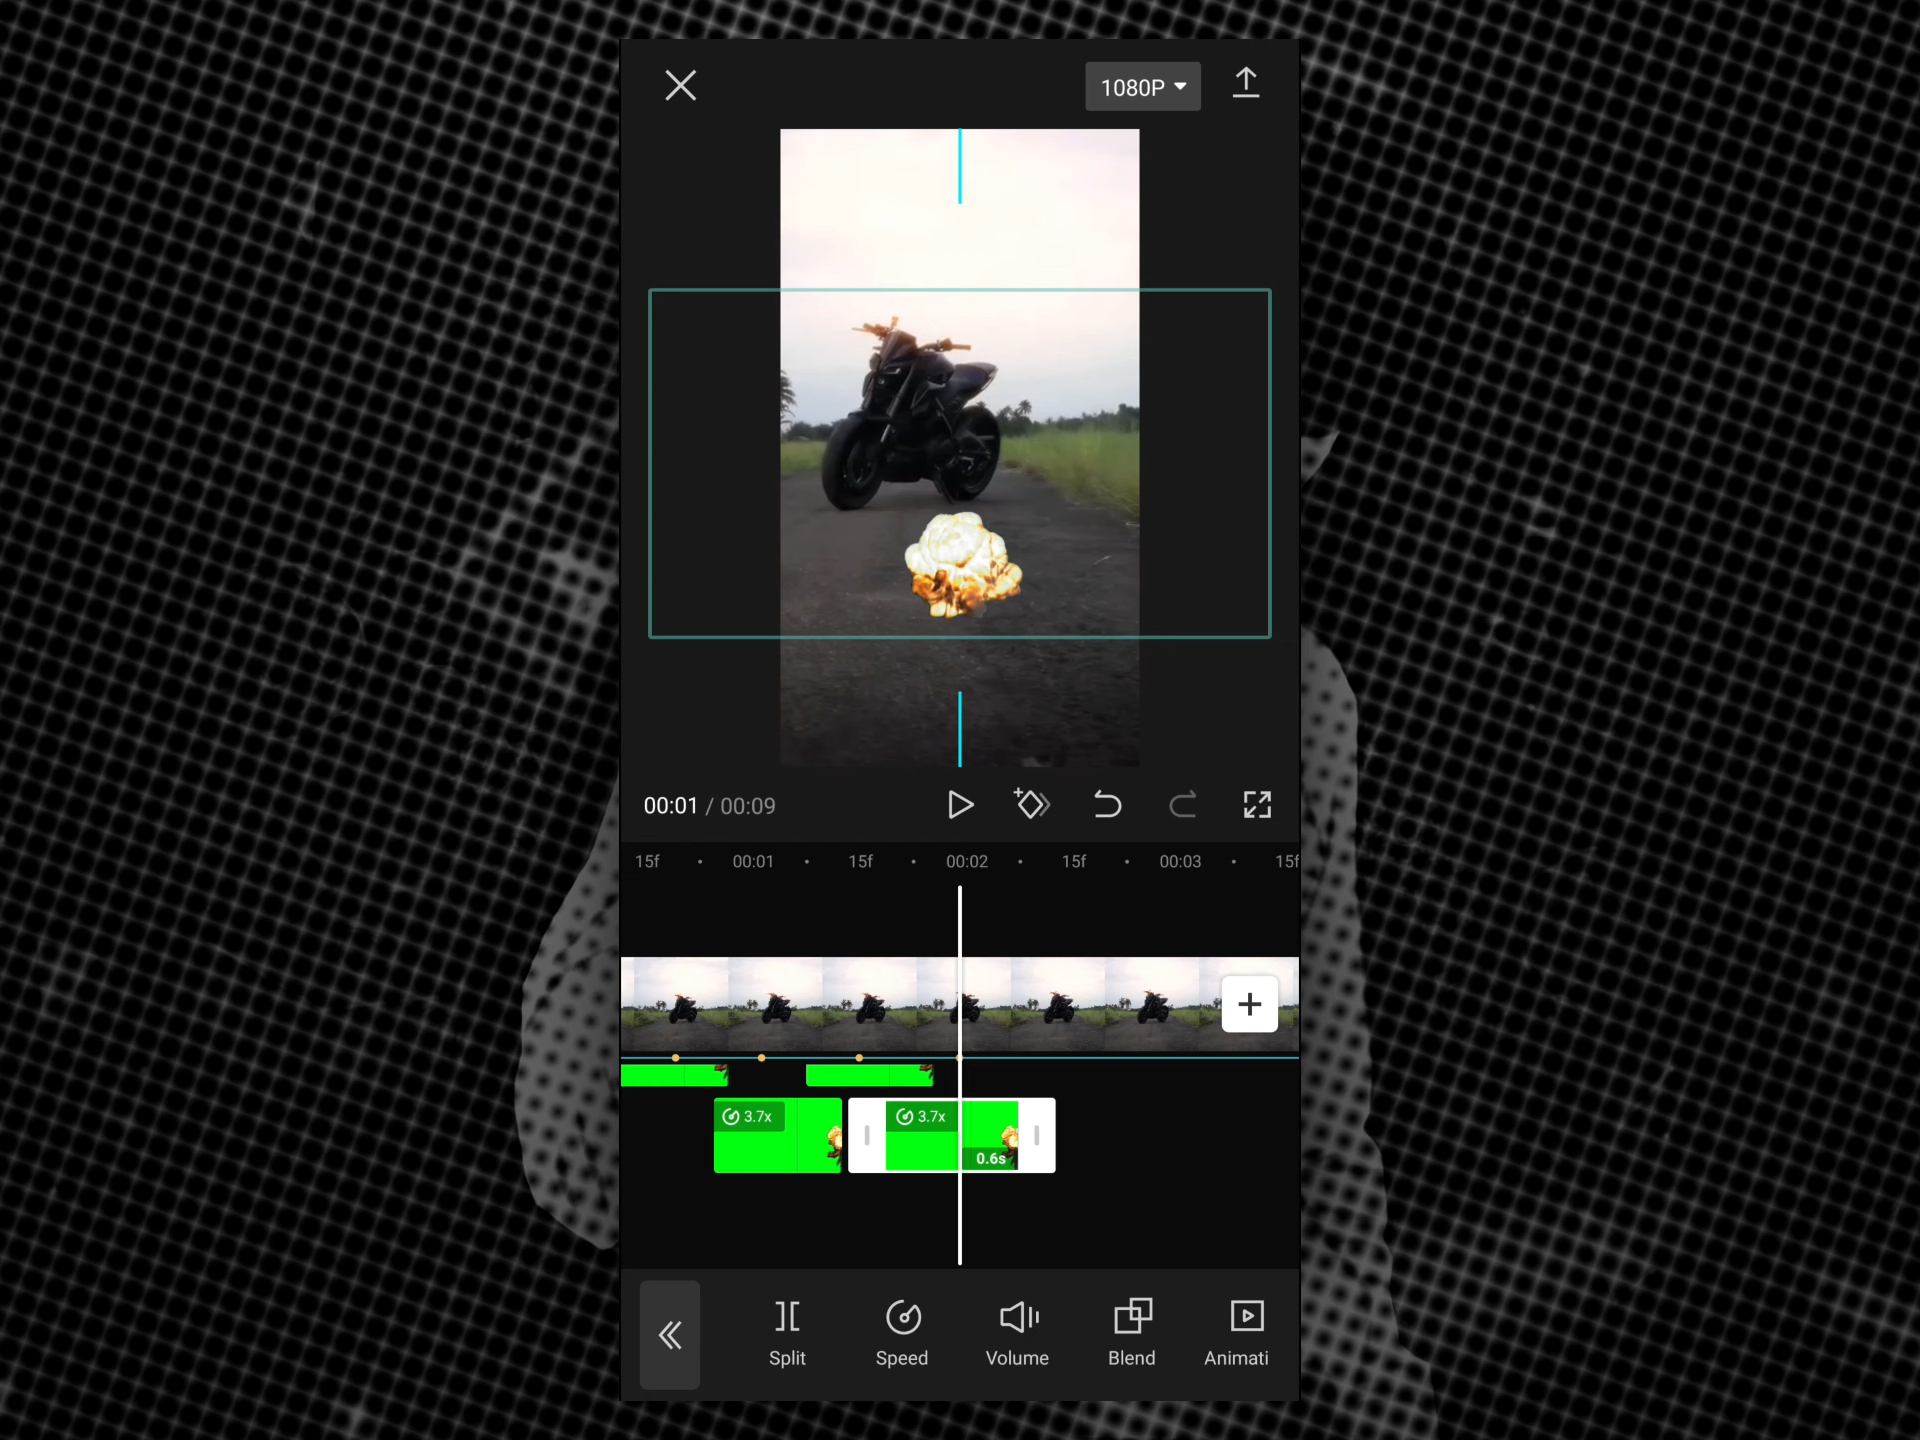 1080P
00:01 / 00:09
15f 00:01 15f 00:02 15f 00:03 15f
3.7x 3.7x
0.6s
Split Speed Volume Blend Animati